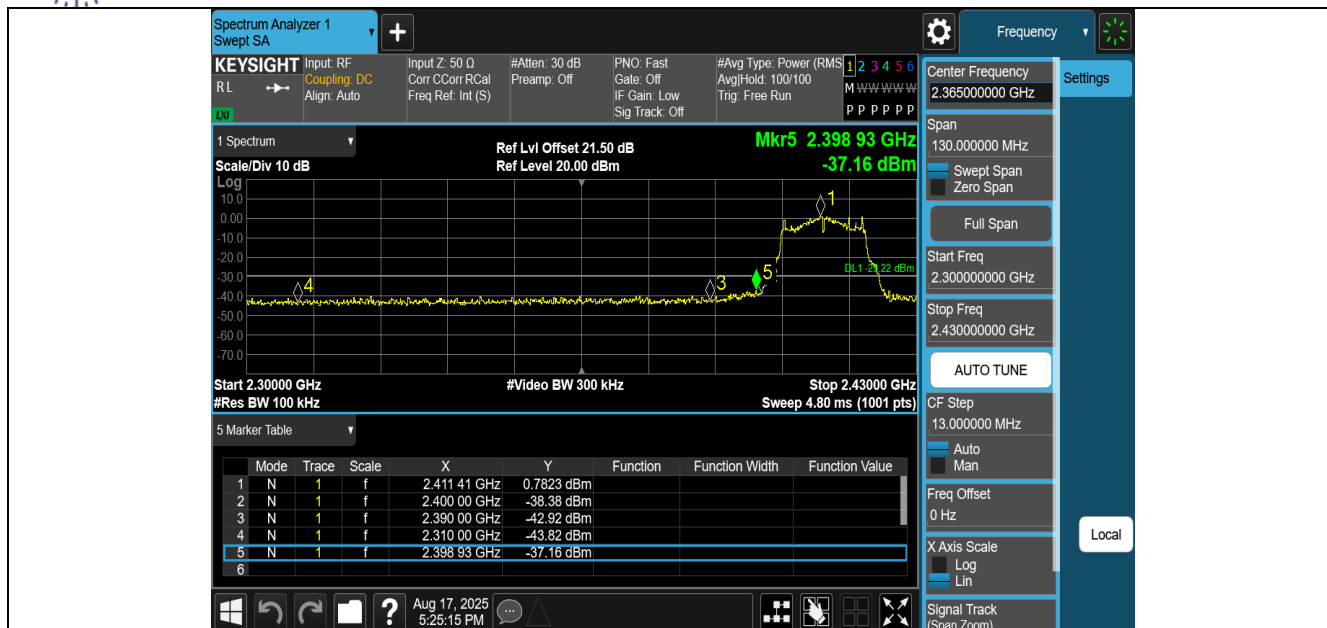 Spectrum Analyzer 1
Swept SA
+
Frequency
KEYSIGHT
RL
LXI
Input: RF
Coupling: DC
Align: Auto
Input Z: 50 Ω
Corr CCorr RCal
Freq Ref: Int (S)
#Atten: 30 dB
Preamp: Off
PNO: Fast
Gate: Off
IF Gain: Low
Sig Track: Off
#Avg Type: Power (RMS
Avg|Hold: 100/100
Trig: Free Run
1 2 3 4 5 6
M W W W W W
P P P P P P
1 Spectrum
Scale/Div 10 dB
Ref Lvl Offset 21.50 dB
Ref Level 20.00 dBm
Mkr5 2.398 93 GHz
-37.16 dBm
Log
10.0
0.00
-10.0
-20.0
-30.0
-40.0
-50.0
-60.0
-70.0
1
3
4
5
DL1 -29.22 dBm
Start 2.30000 GHz
#Video BW 300 kHz
Stop 2.43000 GHz
#Res BW 100 kHz
Sweep 4.80 ms (1001 pts)
5 Marker Table
Mode Trace Scale X Y Function Function Width Function Value
1 N 1 f 2.411 41 GHz 0.7823 dBm
2 N 1 f 2.400 00 GHz -38.38 dBm
3 N 1 f 2.390 00 GHz -42.92 dBm
4 N 1 f 2.310 00 GHz -43.82 dBm
5 N 1 f 2.398 93 GHz -37.16 dBm
6
?
Aug 17, 2025
5:25:15 PM
Center Frequency
2.365000000 GHz
Settings
Span
130.000000 MHz
Swept Span
Zero Span
Full Span
Start Freq
2.300000000 GHz
Stop Freq
2.430000000 GHz
AUTO TUNE
CF Step
13.000000 MHz
Auto
Man
Freq Offset
0 Hz
X Axis Scale
Log
Lin
Local
Signal Track
(Span Zoom)